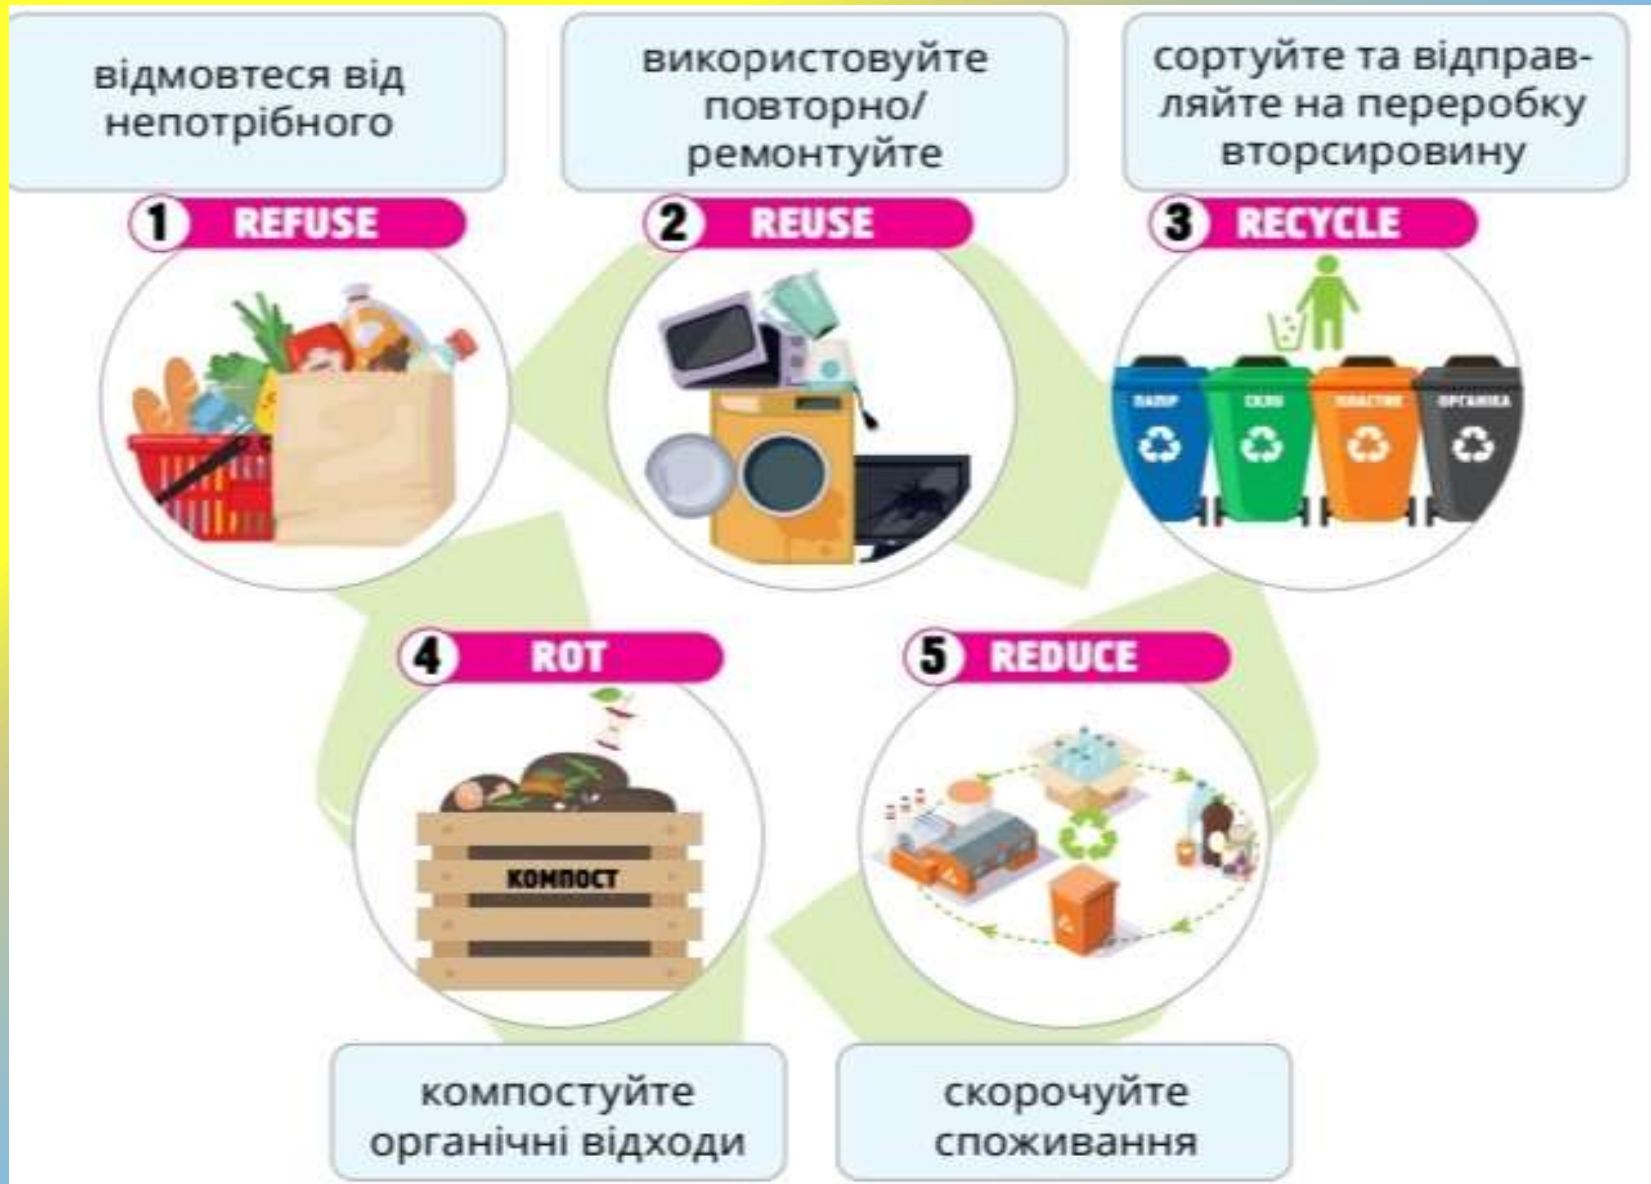 відмовтеся від
непотрібного
використовуйте
повторно/
ремонтуйте
сортуйте та відправ-
ляйте на переробку
вторсировину
1 REFUSE
2 REUSE
3 RECYCLE
ПАПІР
СКЛО
ПЛАСТИК
ОРГАНІКА
4 ROT
5 REDUCE
КОМПОСТ
компостуйте
органічні відходи
скорочуйте
споживання